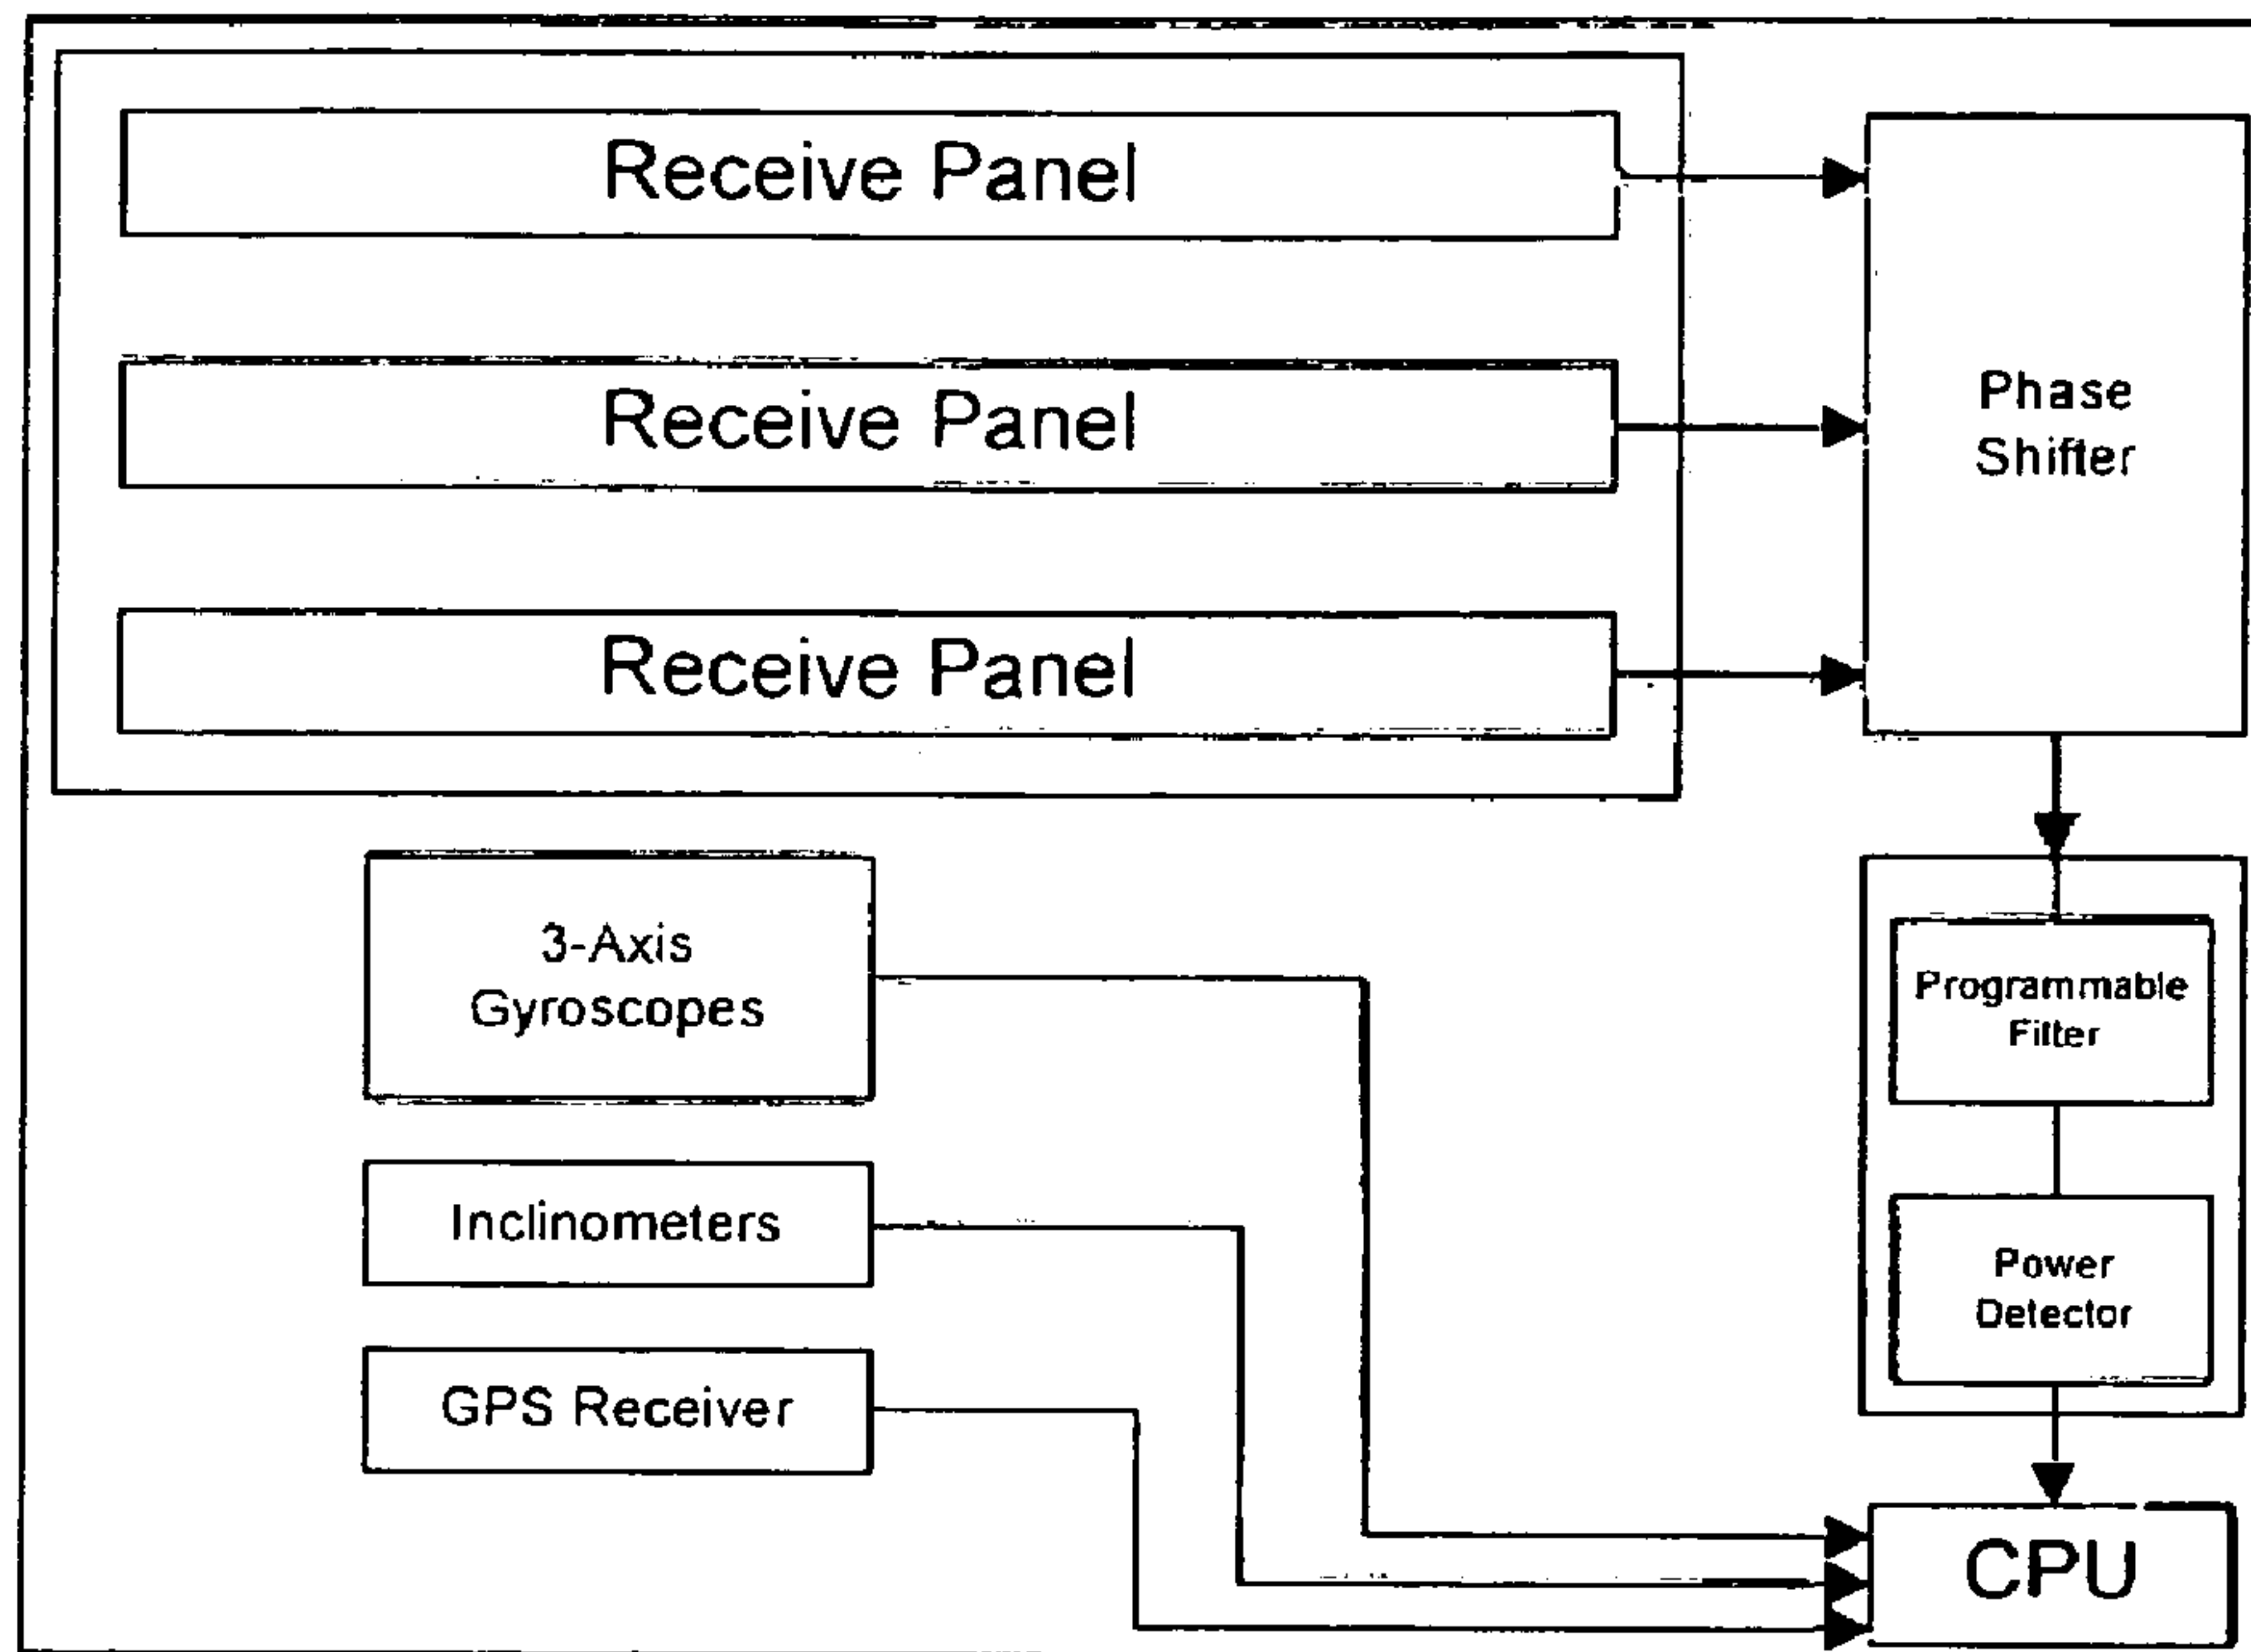 Receive Panel
Receive Panel
Receive Panel
Phase
Shifter
3-Axis
Gyroscopes
Inclinometers
GPS Receiver
Programmable
Filter
Power
Detector
CPU